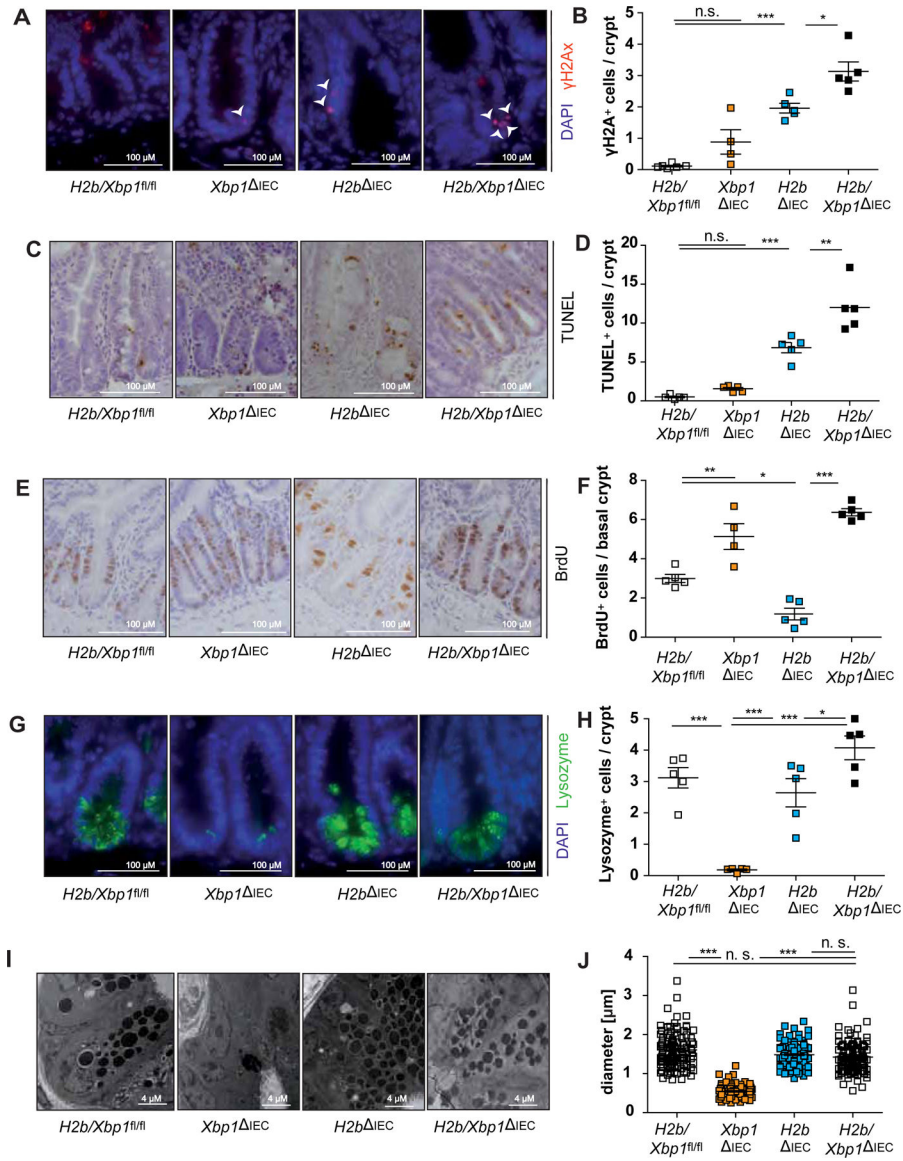 A
100 µM
100 µM
100 µM
100 µM
H2b/Xbp1fl/fl
Xbp1ΔIEC
H2bΔIEC
H2b/Xbp1ΔIEC
DAPI γH2Ax
B
n.s.
***
*
γH2A+ cells / crypt
5
4
3
2
1
0
H2b/
Xbp1fl/fl
Xbp1
ΔIEC
H2b
ΔIEC
H2b/
Xbp1ΔIEC
C
100 µM
100 µM
100 µM
100 µM
H2b/Xbp1fl/fl
Xbp1ΔIEC
H2bΔIEC
H2b/Xbp1ΔIEC
TUNEL
D
n.s.
***
**
TUNEL+ cells / crypt
20
15
10
5
0
H2b/
Xbp1fl/fl
Xbp1
ΔIEC
H2b
ΔIEC
H2b/
Xbp1ΔIEC
E
100 µM
100 µM
100 µM
100 µM
H2b/Xbp1fl/fl
Xbp1ΔIEC
H2bΔIEC
H2b/Xbp1ΔIEC
BrdU
F
**
*
***
BrdU+ cells / basal crypt
8
6
4
2
0
H2b/
Xbp1fl/fl
Xbp1
ΔIEC
H2b
ΔIEC
H2b/
Xbp1ΔIEC
G
100 µM
100 µM
100 µM
100 µM
H2b/Xbp1fl/fl
Xbp1ΔIEC
H2bΔIEC
H2b/Xbp1ΔIEC
DAPI Lysozyme
H
***
***
***
*
Lysozyme+ cells / crypt
5
4
3
2
1
0
H2b/
Xbp1fl/fl
Xbp1
ΔIEC
H2b
ΔIEC
H2b/
Xbp1ΔIEC
I
4 µM
4 µM
4 µM
4 µM
H2b/Xbp1fl/fl
Xbp1ΔIEC
H2bΔIEC
H2b/Xbp1ΔIEC
J
***
n. s.
***
n. s.
diameter [µm]
4
3
2
1
0
H2b/
Xbp1fl/fl
Xbp1
ΔIEC
H2b
ΔIEC
H2b/
Xbp1ΔIEC